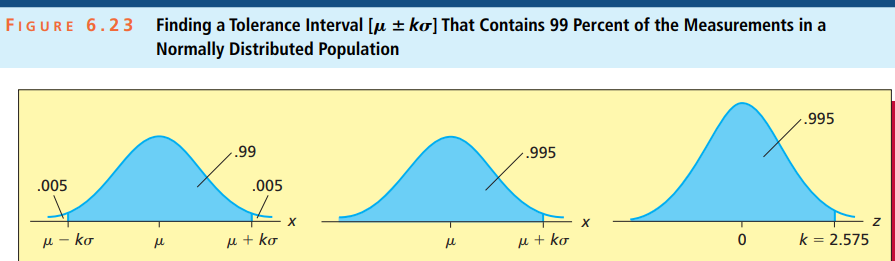 FIGURE 6.23 Finding a Tolerance Interval [μ ± kσ] That Contains 99 Percent of the Measurements in a
Normally Distributed Population
.99
.005
.005
μ − kσ
μ
μ + kσ
x
.995
μ
μ + kσ
x
.995
0
k = 2.575
z